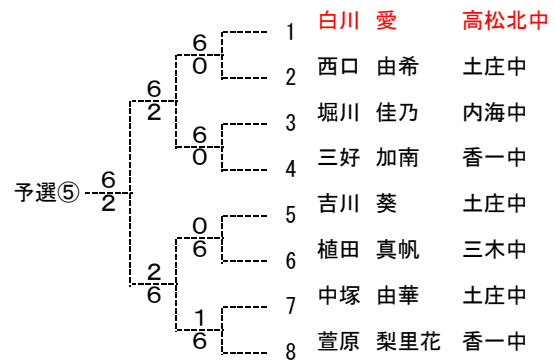 6
0
1 白川 愛 高松北中
2 西口 由希 土庄中
6
2
3 堀川 佳乃 内海中
6
0
4 三好 加南 香一中
予選⑤
6
2
5 吉川 葵 土庄中
0
6
6 植田 真帆 三木中
2
6
7 中塚 由華 土庄中
1
6
8 萱原 梨里花 香一中